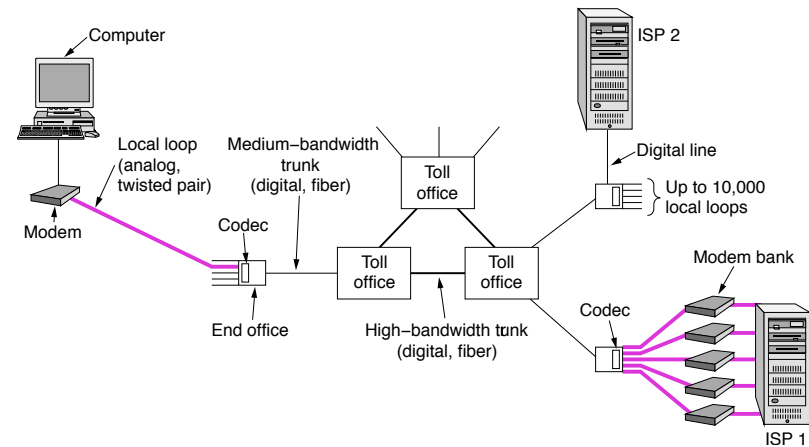 Computer
ISP 2
Local loop
(analog,
twisted pair)
Medium−bandwidth
trunk
(digital, fiber)
Toll
office
Digital line
Up to 10,000
local loops
Modem
Codec
Toll
office
Toll
office
Modem bank
End office
High−bandwidth trunk
(digital, fiber)
Codec
ISP 1